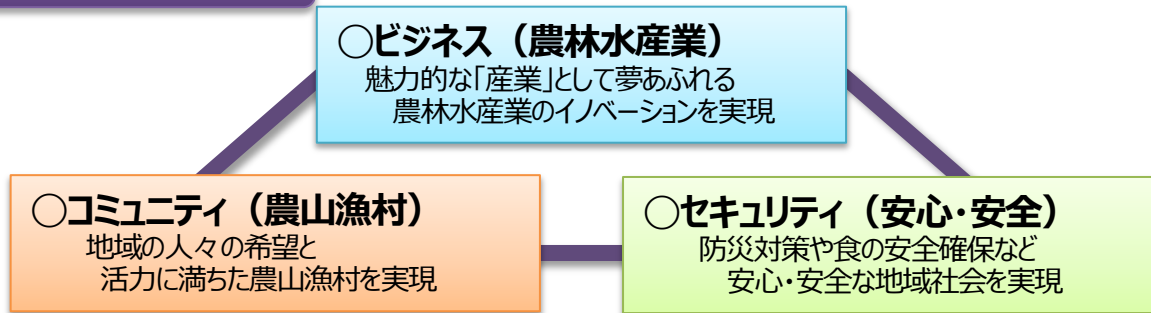 ○ビジネス（農林水産業）
魅力的な「産業」として夢あふれる
農林水産業のイノベーションを実現
○コミュニティ（農山漁村）
地域の人々の希望と
活力に満ちた農山漁村を実現
○セキュリティ（安心・安全）
防災対策や食の安全確保など
安心・安全な地域社会を実現